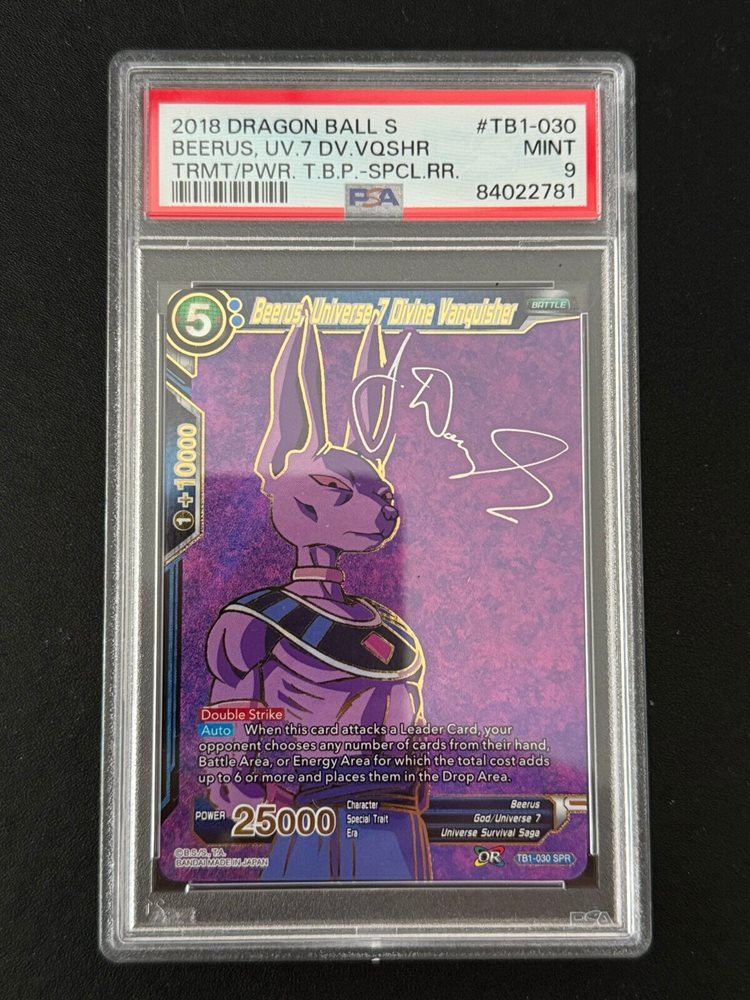 2018 DRAGON BALL S #TB1-030
BEERUS, UV.7 DV.VQSHR MINT
TRMT/PWR. T.B.P.-SPCL.RR. 9
PSA 84022781
5 Beerus, Universe 7 Divine Vanquisher BATTLE
1 +10000
Double Strike
Auto When this card attacks a Leader Card, your
opponent chooses any number of cards from their hand,
Battle Area, or Energy Area for which the total cost adds
up to 6 or more and places them in the Drop Area.
POWER 25000
Character Beerus
Special Trait God/Universe 7
Era Universe Survival Saga
©B.S./S., T.A.
BANDAI MADE IN JAPAN
OR TB1-030 SPR
PSA